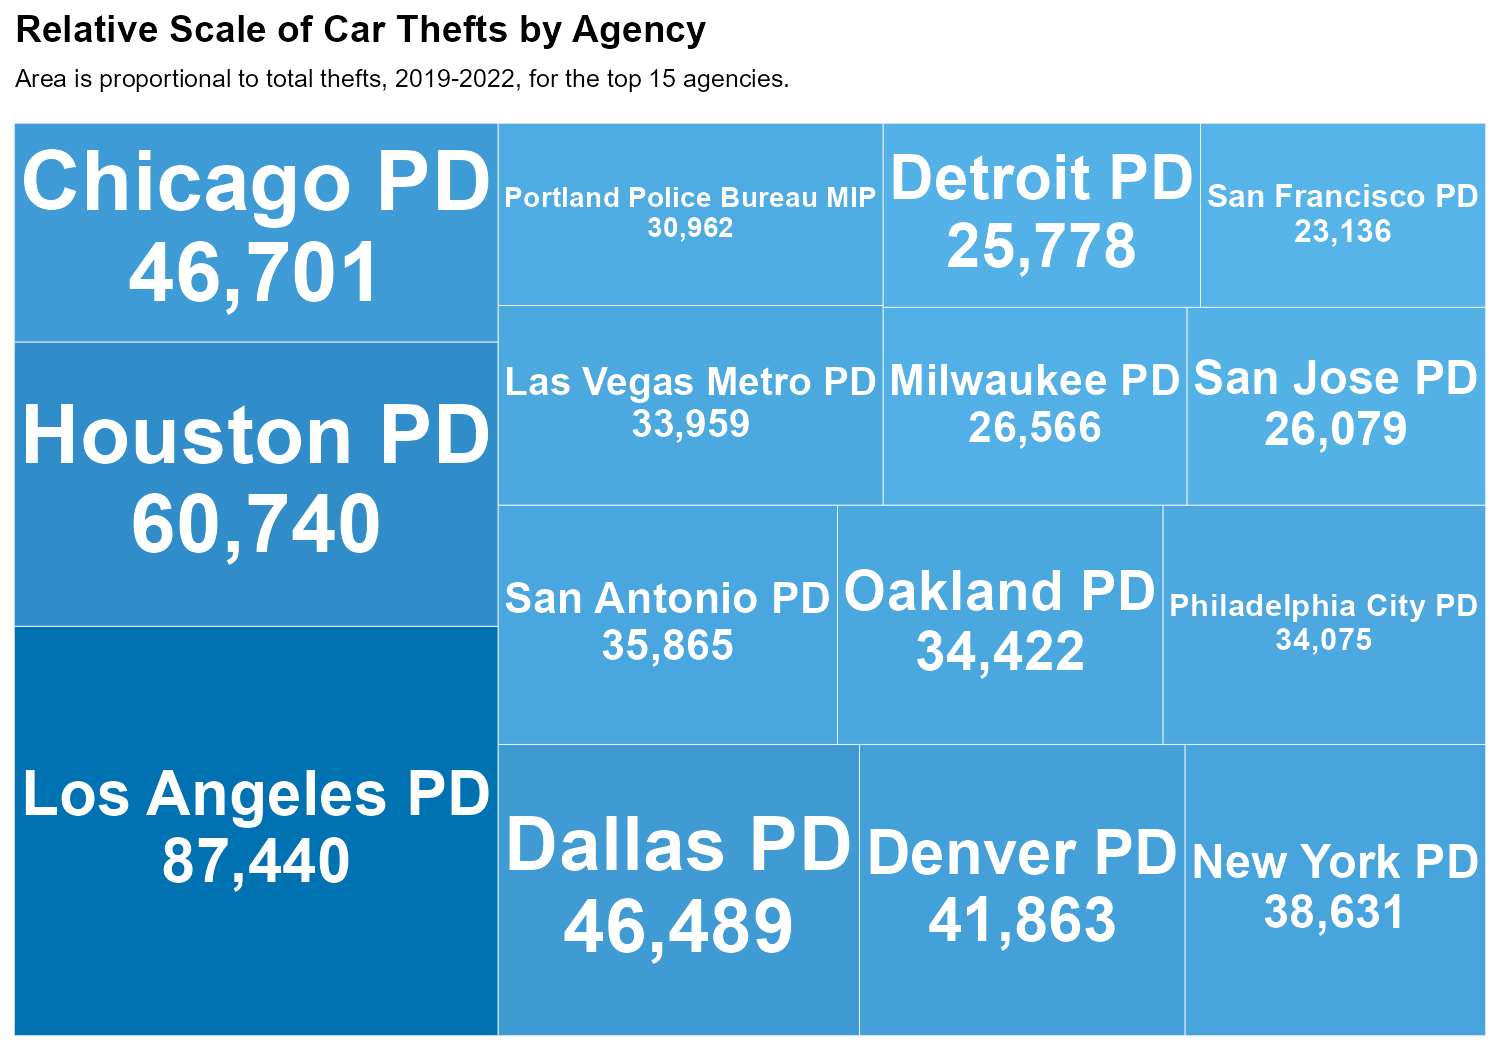 Relative Scale of Car Thefts by Agency
Area is proportional to total thefts, 2019-2022, for the top 15 agencies.
Chicago PD
46,701
Houston PD
60,740
Los Angeles PD
87,440
Portland Police Bureau MIP
30,962
Las Vegas Metro PD
33,959
Detroit PD
25,778
San Francisco PD
23,136
Milwaukee PD
26,566
San Jose PD
26,079
San Antonio PD
35,865
Oakland PD
34,422
Philadelphia City PD
34,075
Dallas PD
46,489
Denver PD
41,863
New York PD
38,631